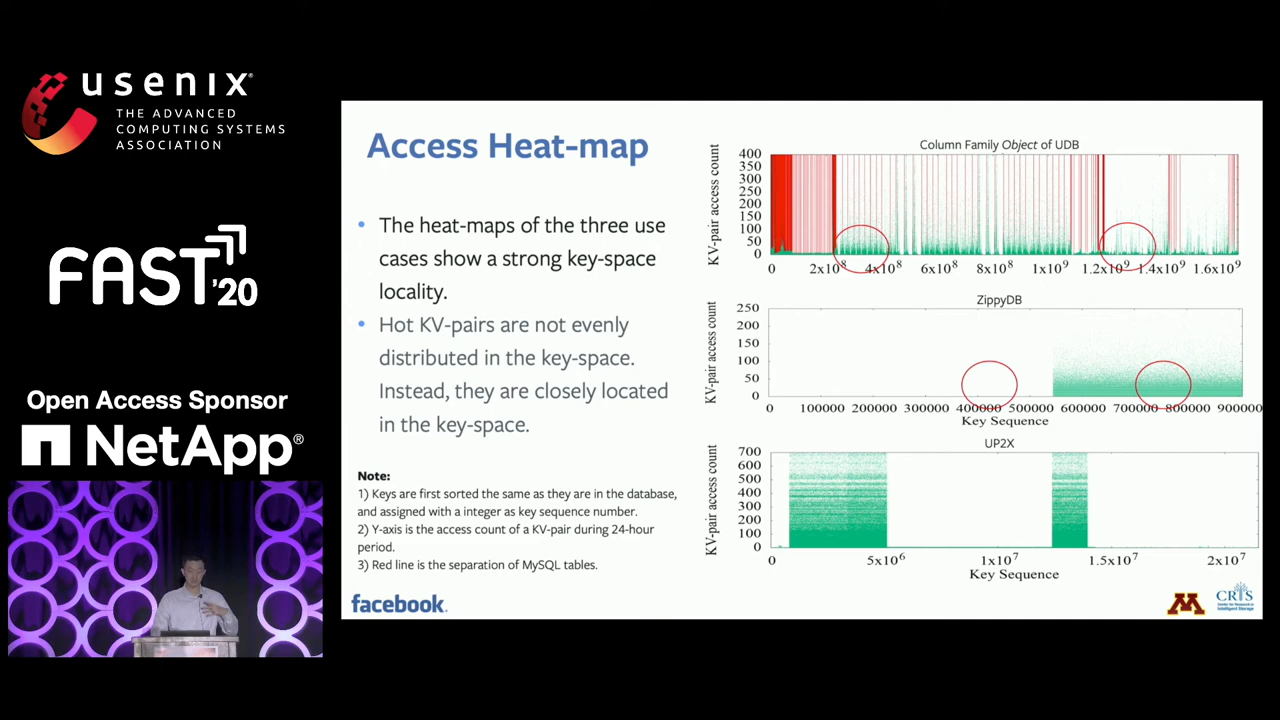 usenix
THE ADVANCED
COMPUTING SYSTEMS
ASSOCIATION
FAST '20
Open Access Sponsor
NetApp®
Access Heat-map
• The heat-maps of the three use
cases show a strong key-space
locality.
• Hot KV-pairs are not evenly
distributed in the key-space.
Instead, they are closely located
in the key-space.
Note:
1) Keys are first sorted the same as they are in the database,
and assigned with a integer as key sequence number.
2) Y-axis is the access count of a KV-pair during 24-hour
period.
3) Red line is the separation of MySQL tables.
facebook.
Column Family Object of UDB
KV-pair access count
400
350
300
250
200
150
100
50
0
0 2x10⁸ 4x10⁸ 6x10⁸ 8x10⁸ 1x10⁹ 1.2x10⁹ 1.4x10⁹ 1.6x10⁹
ZippyDB
KV-pair access count
250
200
150
100
50
0
0 100000 200000 300000 400000 500000 600000 700000 800000 900000
Key Sequence
UP2X
KV-pair access count
700
600
500
400
300
200
100
0
0 5x10⁶ 1x10⁷ 1.5x10⁷ 2x10⁷
Key Sequence
M
CRIS
Center for Research in
Intelligent Storage